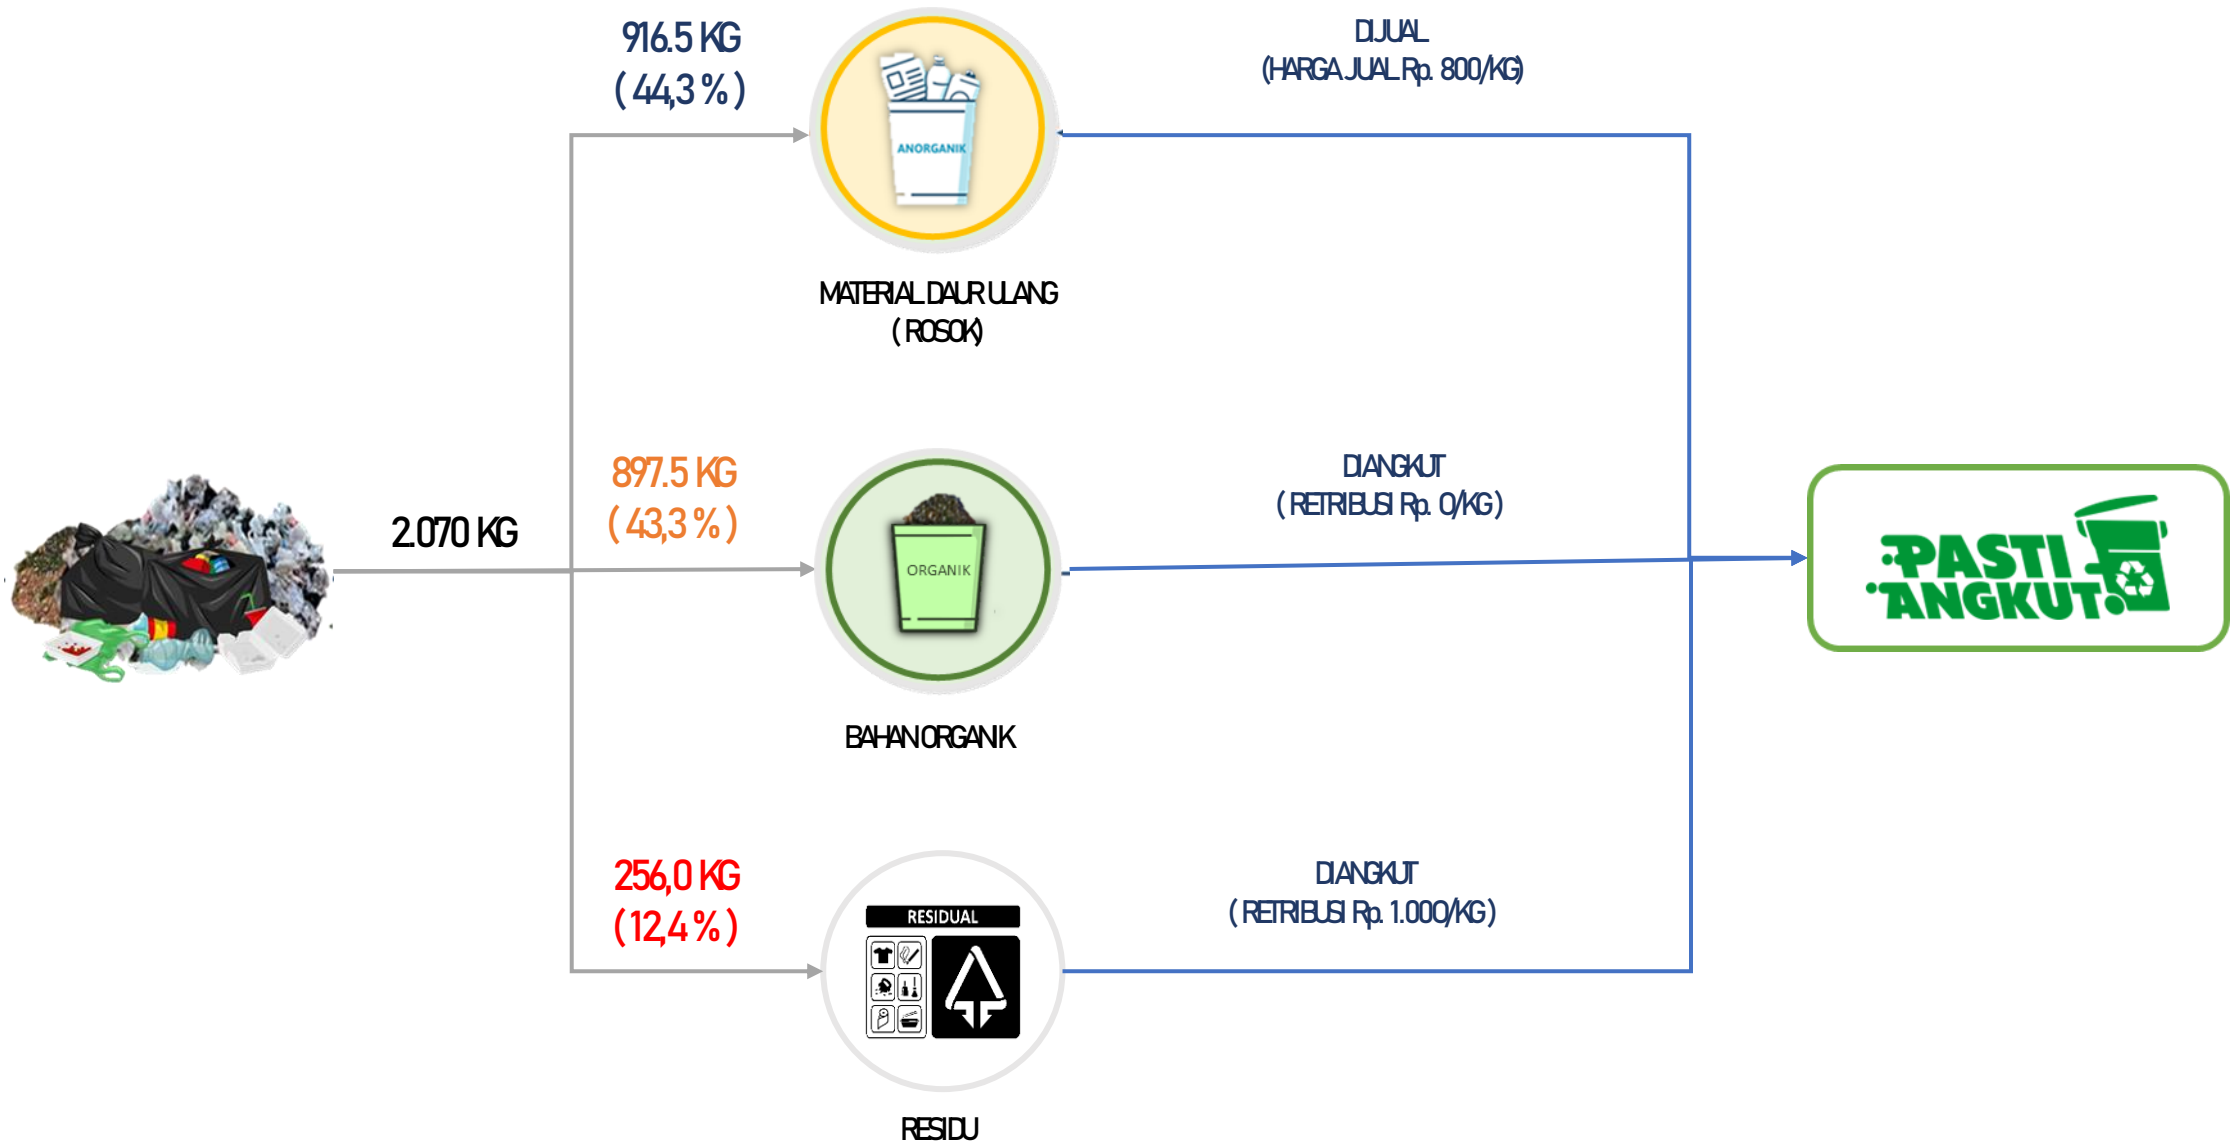 916.5 KG
( 44,3 % )
DIJUAL
(HARGA JUAL Rp. 800/KG)
ANORGANIK
MATERIAL DAUR ULANG
( ROSOK)
2.070 KG
897.5 KG
( 43,3 % )
DIANGKUT
( RETRIBUSI Rp. 0/KG )
ORGANIK
PASTI
ANGKUT
BAHAN ORGANIK
256,0 KG
( 12,4 % )
DIANGKUT
( RETRIBUSI Rp. 1.000/KG )
RESIDUAL
RESIDU